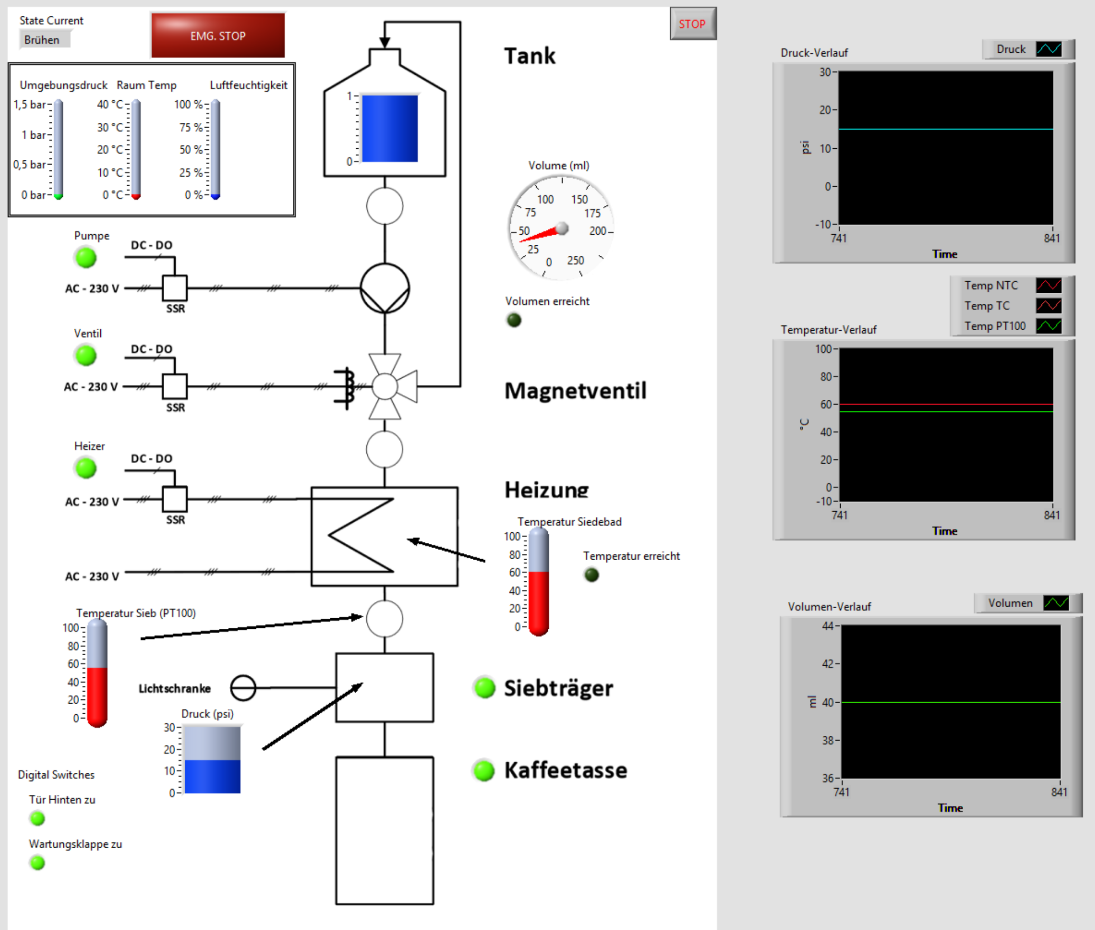 State Current
Brühen
EMG. STOP
STOP
Umgebungsdruck Raum Temp Luftfeuchtigkeit
1,5 bar
1 bar
0,5 bar
0 bar
40 °C
30 °C
20 °C
10 °C
0 °C
100 %
75 %
50 %
25 %
0 %
Tank
1
0
Volume (ml)
0
25
50
75
100
150
175
200
250
Volumen erreicht
Pumpe
DC - DO
AC - 230 V
SSR
Ventil
DC - DO
AC - 230 V
SSR
Magnetventil
Heizer
DC - DO
AC - 230 V
SSR
AC - 230 V
Heizung
Temperatur Siedebad
100
80
60
40
20
0
Temperatur erreicht
Temperatur Sieb (PT100)
100
80
60
40
20
0
Lichtschranke
Siebträger
Druck (psi)
30
20
10
0
Kaffeetasse
Digital Switches
Tür Hinten zu
Wartungsklappe zu
Druck-Verlauf
Druck
30
20
10
0
-10
psi
741
841
Time
Temp NTC
Temp TC
Temp PT100
Temperatur-Verlauf
100
80
60
40
20
0
-10
°C
741
841
Time
Volumen-Verlauf
Volumen
44
42
40
38
36
ml
741
841
Time